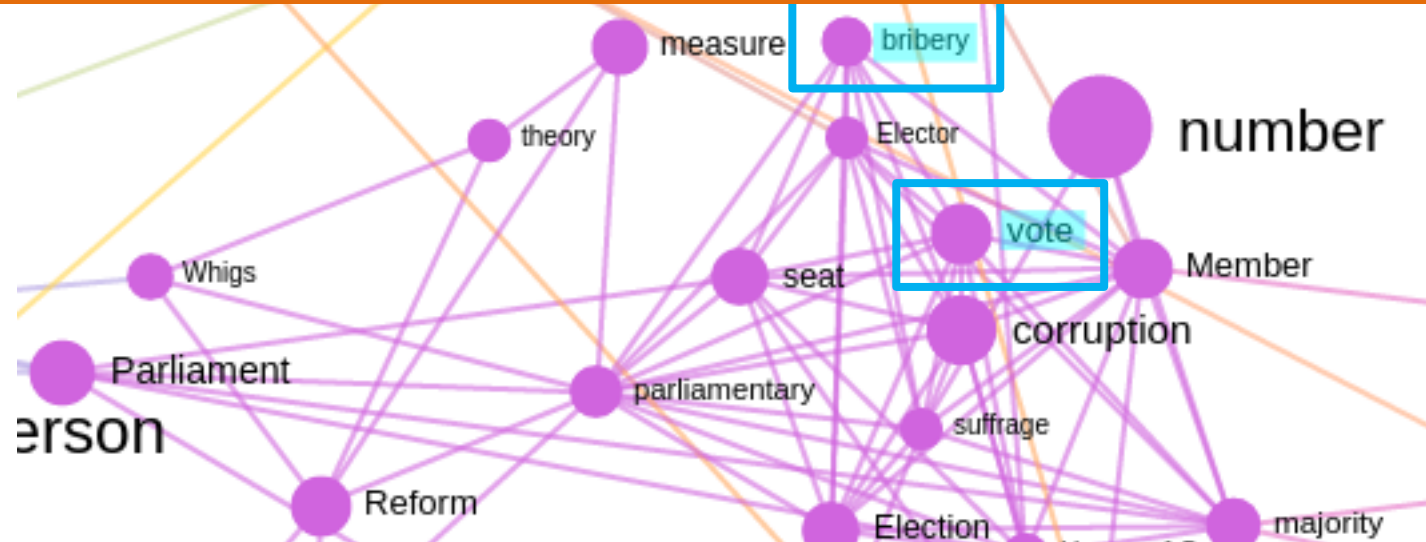 measure
bribery
theory
Elector
number
vote
Whigs
seat
Member
corruption
Parliament
parliamentary
erson
suffrage
Reform
Election
majority